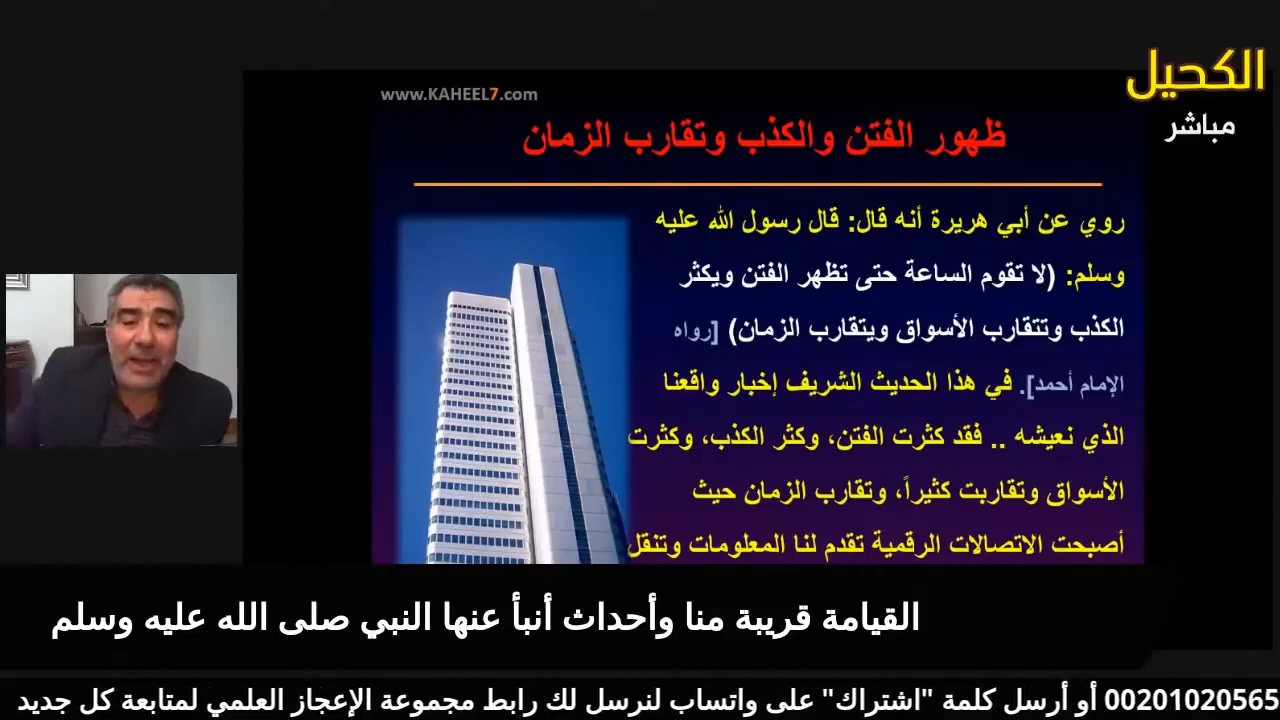 الكحيل
مباشر
www.KAHEEL7.com
ظهور الفتن والكذب وتقارب الزمان
روي عن أبي هريرة أنه قال: قال رسول الله عليه
وسلم: (لا تقوم الساعة حتى تظهر الفتن ويكثر
الكذب وتتقارب الأسواق ويتقارب الزمان) [رواه
الإمام أحمد]. في هذا الحديث الشريف إخبار واقعنا
الذي نعيشه .. فقد كثرت الفتن، وكثر الكذب، وكثرت
الأسواق وتقاربت كثيراً، وتقارب الزمان حيث
أصبحت الاتصالات الرقمية تقدم لنا المعلومات وتنقل
القيامة قريبة منا وأحداث أنبأ عنها النبي صلى الله عليه وسلم
00201020565 أو أرسل كلمة "اشتراك" على واتساب لنرسل لك رابط مجموعة الإعجاز العلمي لمتابعة كل جديد